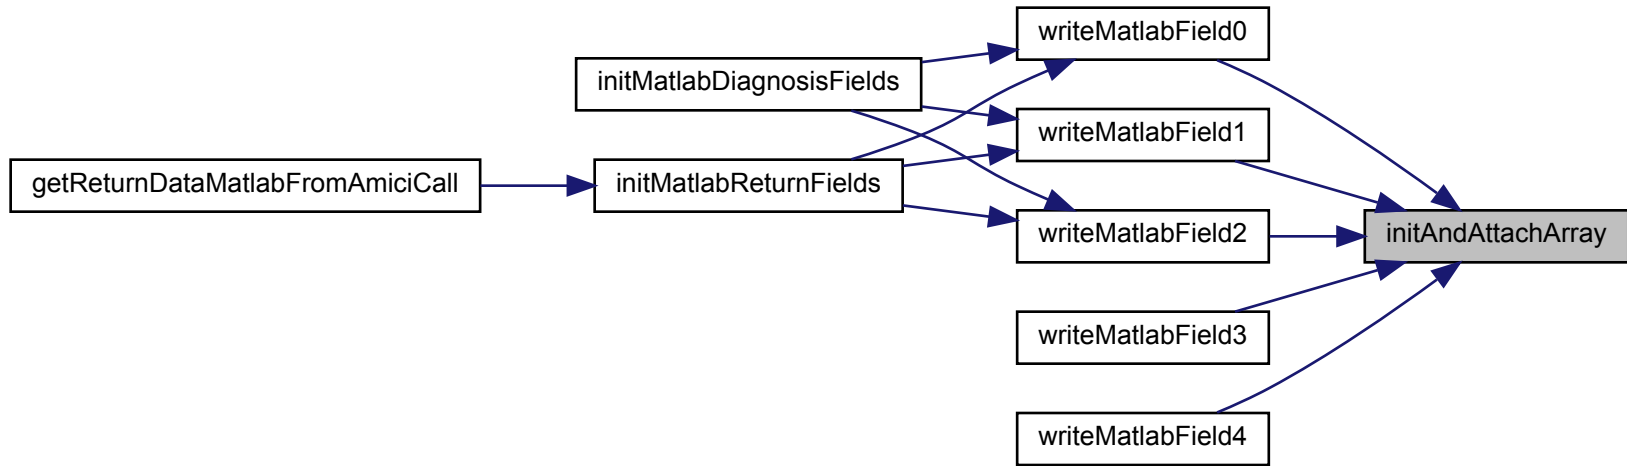 writeMatlabField0
initMatlabDiagnosisFields
writeMatlabField1
getReturnDataMatlabFromAmiciCall
initMatlabReturnFields
writeMatlabField2
initAndAttachArray
writeMatlabField3
writeMatlabField4